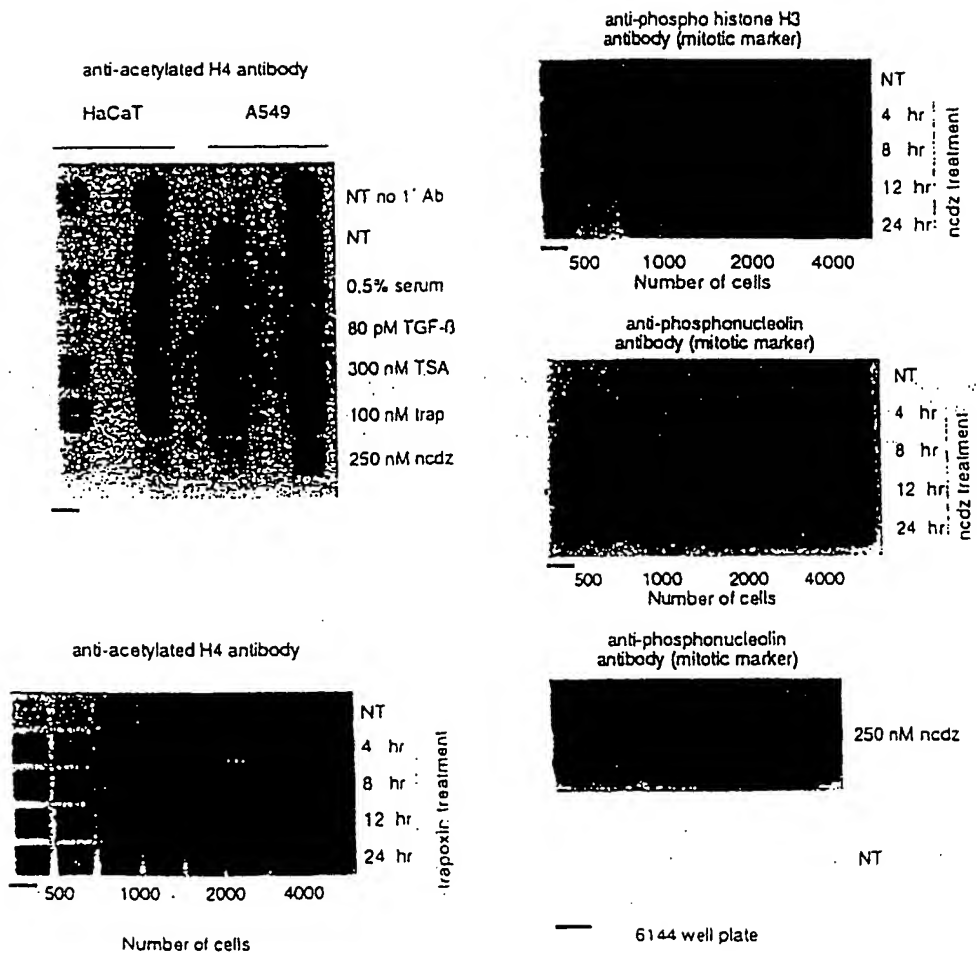 anti-acetylated H4 antibody
HaCaT A549
NT no 1° Ab
NT
0.5% serum
80 pM TGF-ß
300 nM TSA
100 nM trap
250 nM ncdz
anti-acetylated H4 antibody
NT
4 hr
8 hr
12 hr
24 hr
trapoxin treatment
500 1000 2000 4000
Number of cells
anti-phospho histone H3
antibody (mitotic marker)
NT
4 hr
8 hr
12 hr
24 hr
ncdz treatment
500 1000 2000 4000
Number of cells
anti-phosphonucleolin
antibody (mitotic marker)
NT
4 hr
8 hr
12 hr
24 hr
ncdz treatment
500 1000 2000 4000
Number of cells
anti-phosphonucleolin
antibody (mitotic marker)
250 nM ncdz
NT
6144 well plate